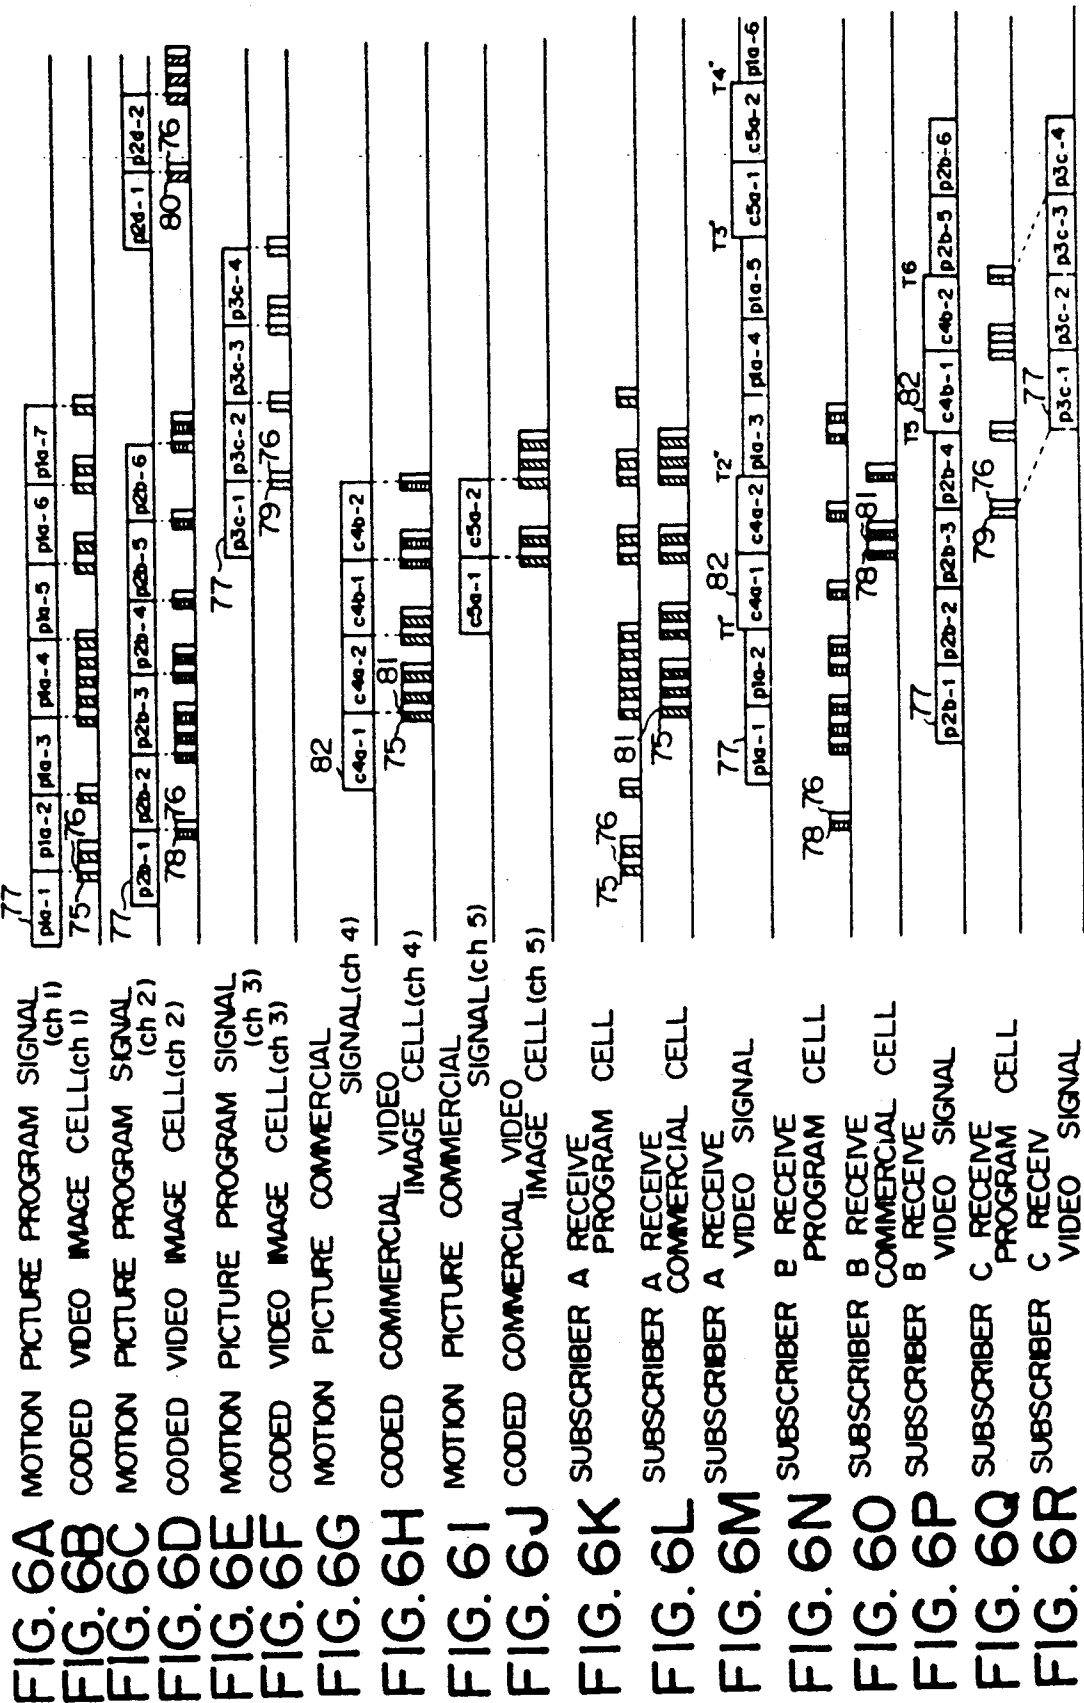 FIG. 6A MOTION PICTURE PROGRAM SIGNAL (ch 1)
77
p1a-1 p1a-2 p1a-3 p1a-4 p1a-5 p1a-6 p1a-7
FIG. 6B CODED VIDEO IMAGE CELL(ch 1)
75 76
FIG. 6C MOTION PICTURE PROGRAM SIGNAL (ch 2)
77
p2b-1 p2b-2 p2b-3 p2b-4 p2b-5 p2b-6 p2d-1 p2d-2
FIG. 6D CODED VIDEO IMAGE CELL(ch 2)
78 76 80 76
FIG. 6E MOTION PICTURE PROGRAM SIGNAL (ch 3)
77
p3c-1 p3c-2 p3c-3 p3c-4
FIG. 6F CODED VIDEO IMAGE CELL(ch 3)
79 76
FIG. 6G MOTION PICTURE COMMERCIAL
SIGNAL(ch 4)
82
c4a-1 c4a-2 c4b-1 c4b-2
FIG. 6H CODED COMMERCIAL VIDEO
IMAGE CELL(ch 4)
75 81
FIG. 6I MOTION PICTURE COMMERCIAL
SIGNAL(ch 5)
c5a-1 c5a-2
FIG. 6J CODED COMMERCIAL VIDEO
IMAGE CELL(ch 5)
FIG. 6K SUBSCRIBER A RECEIVE
PROGRAM CELL
75 76
FIG. 6L SUBSCRIBER A RECEIVE
COMMERCIAL CELL
75 81
FIG. 6M SUBSCRIBER A RECEIVE
VIDEO SIGNAL
77 82 T2" T3" T4"
p1a-1 p1a-2 c4a-1 c4a-2 p1a-3 p1a-4 p1a-5 c5a-1 c5a-2 p1a-6
FIG. 6N SUBSCRIBER B RECEIVE
PROGRAM CELL
78 76
FIG. 6O SUBSCRIBER B RECEIVE
COMMERCIAL CELL
78 81
FIG. 6P SUBSCRIBER B RECEIVE
VIDEO SIGNAL
77 T5 82 T6
p2b-1 p2b-2 p2b-3 p2b-4 c4b-1 c4b-2 p2b-5 p2b-6
FIG. 6Q SUBSCRIBER C RECEIVE
PROGRAM CELL
79 76
FIG. 6R SUBSCRIBER C RECEIV
VIDEO SIGNAL
77
p3c-1 p3c-2 p3c-3 p3c-4